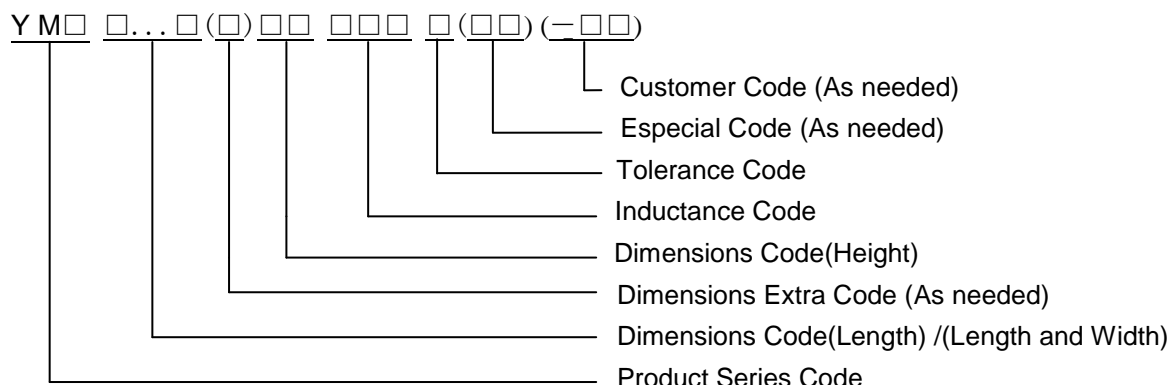 YM□ □...□(□)□□ □□□ □(□□)(-□□)
Customer Code (As needed)
Especial Code (As needed)
Tolerance Code
Inductance Code
Dimensions Code(Height)
Dimensions Extra Code (As needed)
Dimensions Code(Length) /(Length and Width)
Product Series Code